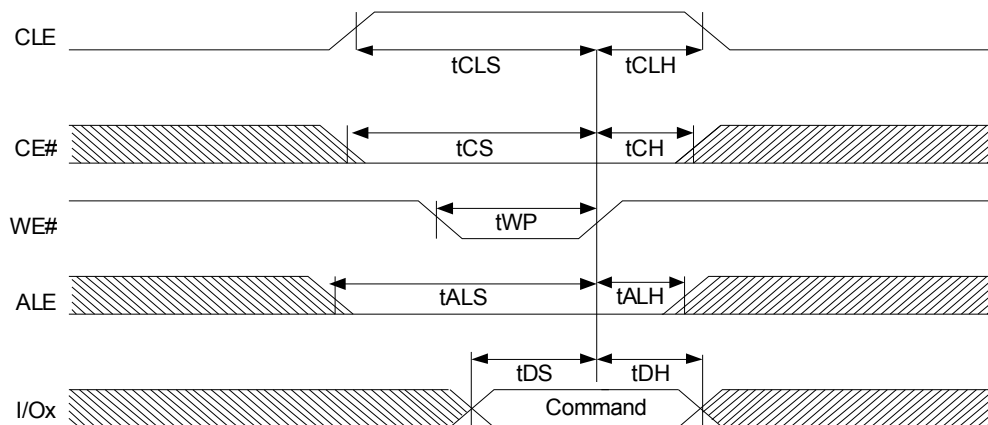 CLE
tCLS tCLH
CE#
tCS tCH
WE#
tWP
ALE
tALS tALH
tDS tDH
I/Ox
Command